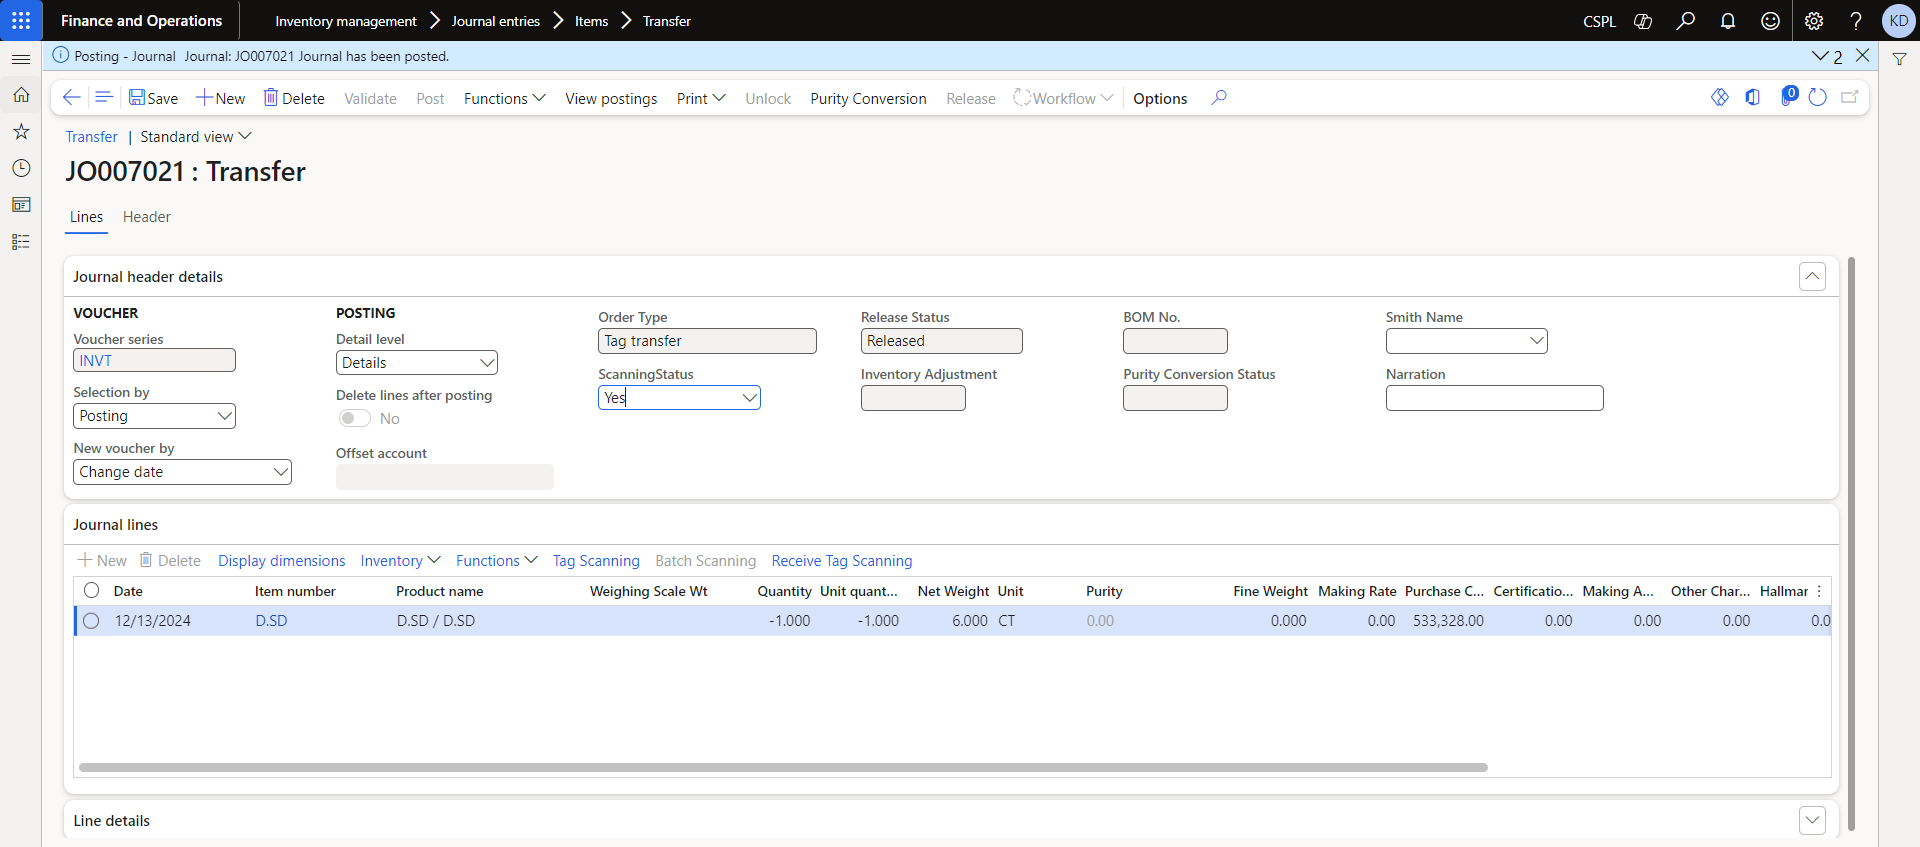 Finance and Operations
Inventory management
Journal entries
Items
Transfer
CSPL
KD
Posting - Journal Journal: JO007021 Journal has been posted.
2
Save
New
Delete
Validate
Post
Functions
View postings
Print
Unlock
Purity Conversion
Release
Workflow
Options
0
Transfer | Standard view
JO007021 : Transfer
Lines
Header
Journal header details
VOUCHER
Voucher series
INVT
Selection by
Posting
New voucher by
Change date
POSTING
Detail level
Details
Delete lines after posting
No
Offset account
Order Type
Tag transfer
ScanningStatus
Yes
Release Status
Released
Inventory Adjustment
BOM No.
Purity Conversion Status
Smith Name
Narration
Journal lines
New
Delete
Display dimensions
Inventory
Functions
Tag Scanning
Batch Scanning
Receive Tag Scanning
Date Item number Product name Weighing Scale Wt Quantity Unit quant... Net Weight Unit Purity Fine Weight Making Rate Purchase C... Certificatio... Making A... Other Char... Hallmar
12/13/2024 D.SD D.SD / D.SD -1.000 -1.000 6.000 CT 0.00 0.000 0.00 533,328.00 0.00 0.00 0.00 0.0
Line details